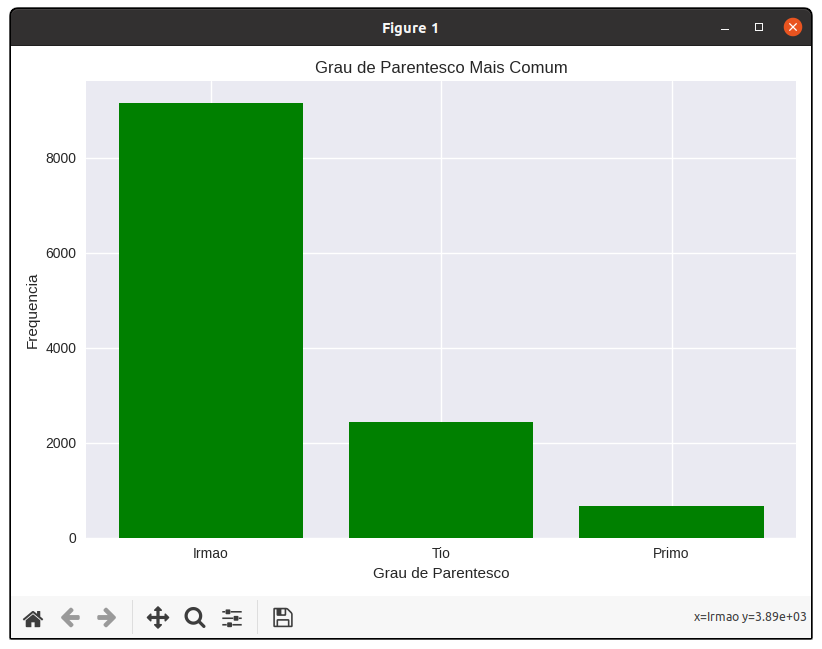 Figure 1
Grau de Parentesco Mais Comum
8000
6000
4000
2000
0
Frequencia
Irmao Tio Primo
Grau de Parentesco
x=Irmao y=3.89e+03